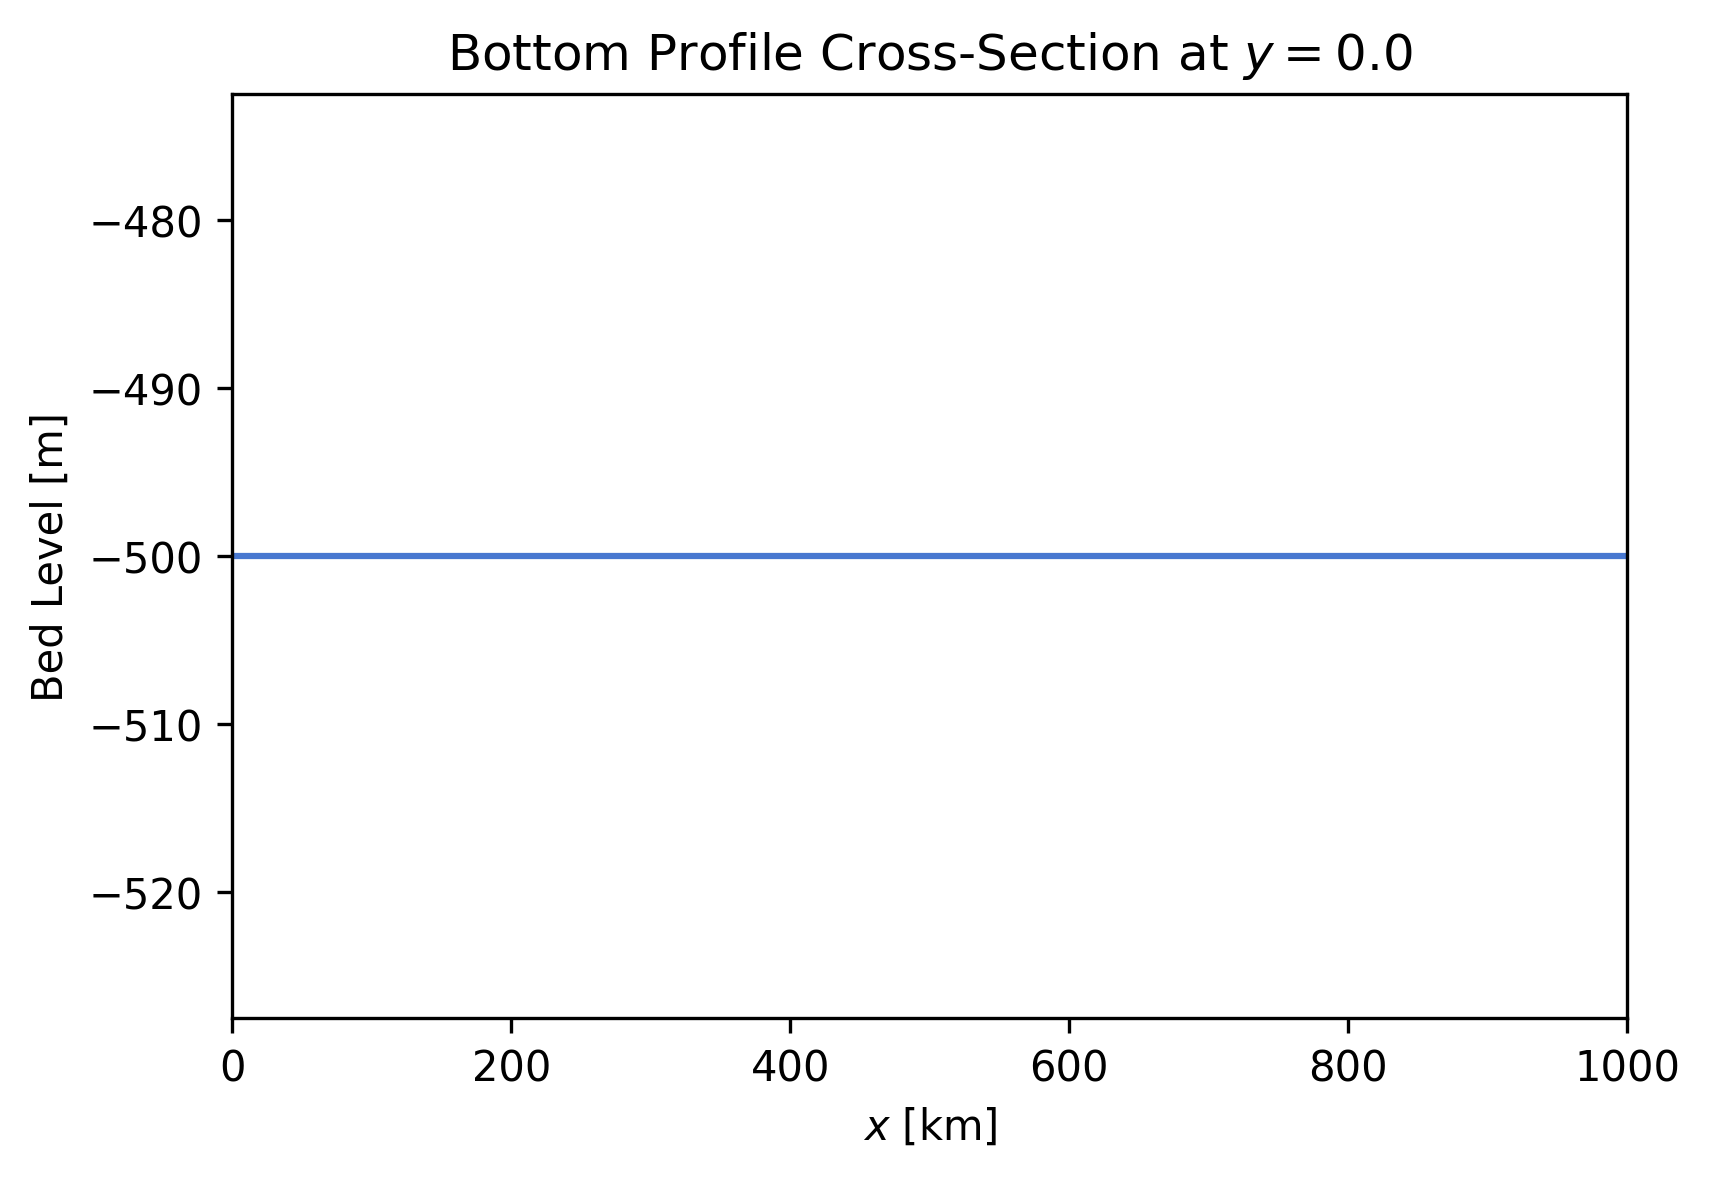 Bottom Profile Cross-Section at y = 0.0
−480
−490
−500
−510
−520
Bed Level [m]
0 200 400 600 800 1000
x [km]